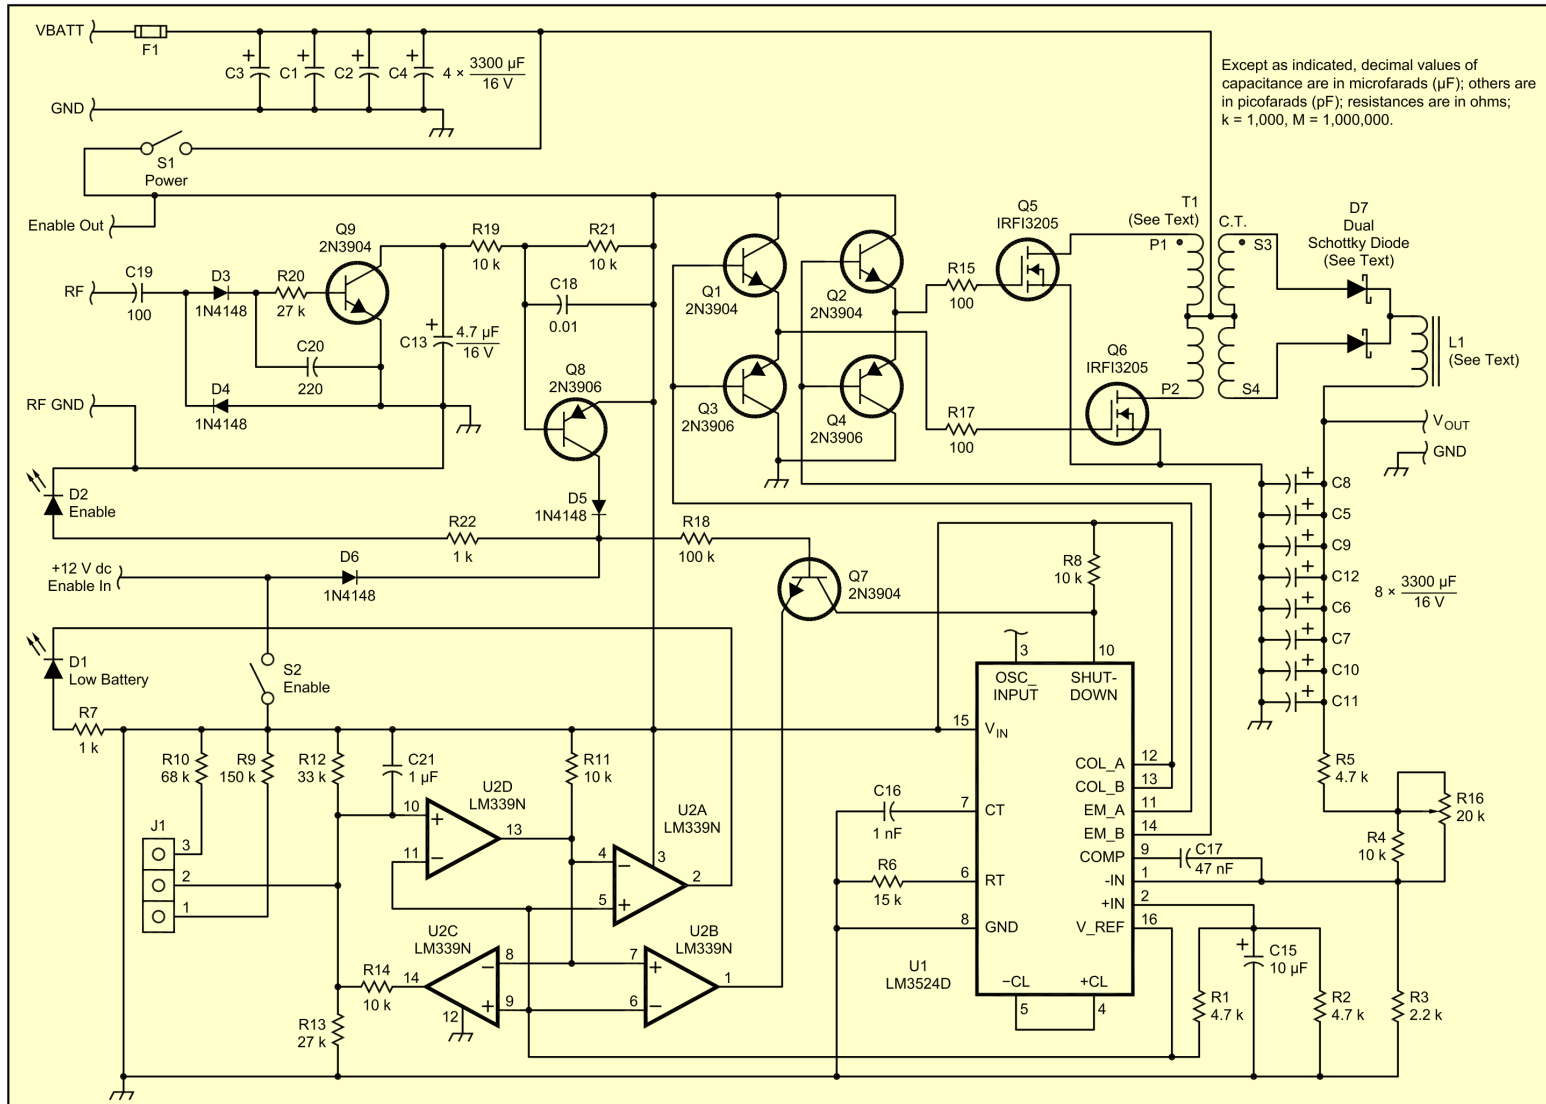 VBATT
F1
C3
C1
C2
C4
4 × 3300 µF
16 V
GND
Except as indicated, decimal values of
capacitance are in microfarads (µF); others are
in picofarads (pF); resistances are in ohms;
k = 1,000, M = 1,000,000.
S1
Power
Enable Out
Q9
2N3904
R19
10 k
R21
10 k
C19
100
RF
D3
1N4148
R20
27 k
C18
0.01
C20
220
C13
4.7 µF
16 V
Q8
2N3906
D4
1N4148
RF GND
Q1
2N3904
Q2
2N3904
Q3
2N3906
Q4
2N3906
R15
100
R17
100
Q5
IRFI3205
Q6
IRFI3205
T1
(See Text)
C.T.
P1
S3
P2
S4
D7
Dual
Schottky Diode
(See Text)
L1
(See Text)
VOUT
GND
C8
C5
C9
C12
C6
C7
C10
C11
8 × 3300 µF
16 V
D2
Enable
D5
1N4148
R22
1 k
R18
100 k
+12 V dc
Enable In
D6
1N4148
Q7
2N3904
R8
10 k
D1
Low Battery
S2
Enable
R7
1 k
R10
68 k
R9
150 k
R12
33 k
C21
1 µF
R11
10 k
J1
3
2
1
U2D
LM339N
10
11
13
U2A
LM339N
4
5
3
2
U2C
LM339N
8
9
14
12
U2B
LM339N
7
6
1
R14
10 k
R13
27 k
3
10
OSC_
INPUT
SHUT-
DOWN
15
VIN
COL_A
12
COL_B
13
C16
1 nF
7
CT
EM_A
11
EM_B
14
COMP
9
C17
47 nF
R6
15 k
6
RT
-IN
1
+IN
2
8
GND
V_REF
16
U1
LM3524D
−CL
+CL
5
4
R5
4.7 k
R16
20 k
R4
10 k
C15
10 µF
R1
4.7 k
R2
4.7 k
R3
2.2 k